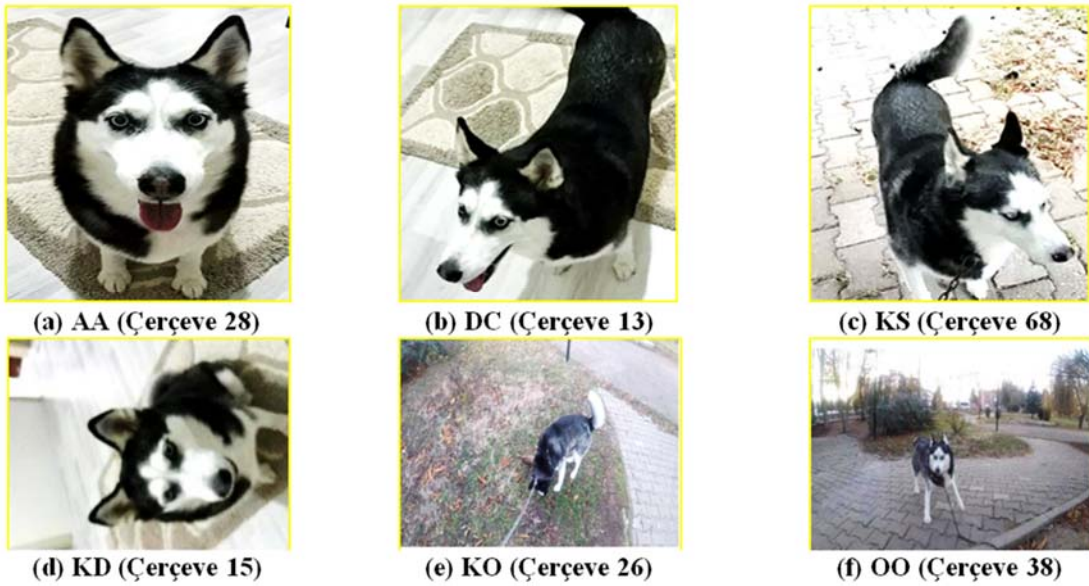 (a) AA (Çerçeve 28)
(b) DC (Çerçeve 13)
(c) KS (Çerçeve 68)
(d) KD (Çerçeve 15)
(e) KO (Çerçeve 26)
(f) OO (Çerçeve 38)